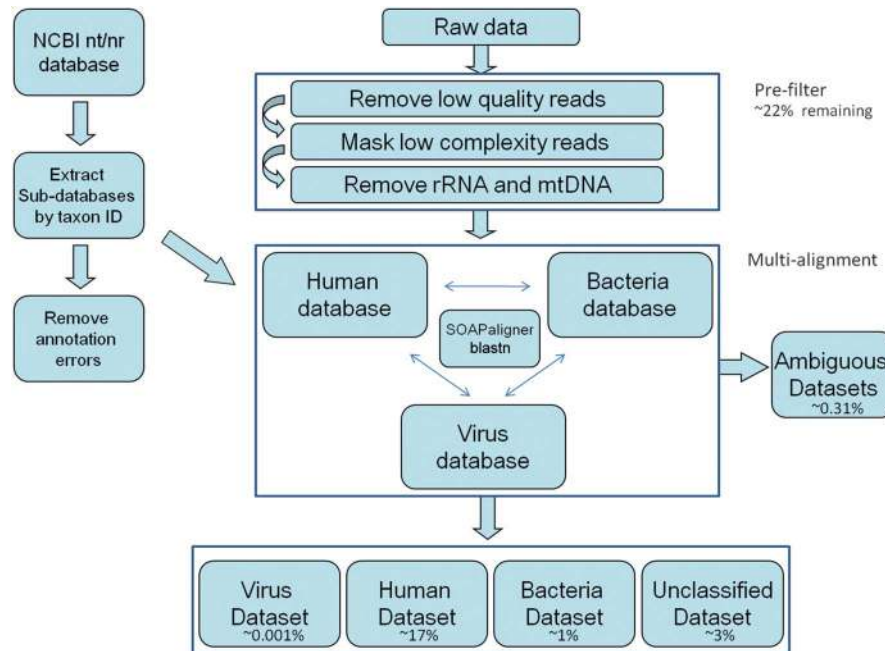 NCBI nt/nr
database
Extract
Sub-databases
by taxon ID
Remove
annotation
errors
Raw data
Remove low quality reads
Mask low complexity reads
Remove rRNA and mtDNA
Pre-filter
~22% remaining
Human
database
Bacteria
database
SOAPaligner
blastn
Virus
database
Multi-alignment
Ambiguous
Datasets
~0.31%
Virus
Dataset
~0.001%
Human
Dataset
~17%
Bacteria
Dataset
~1%
Unclassified
Dataset
~3%